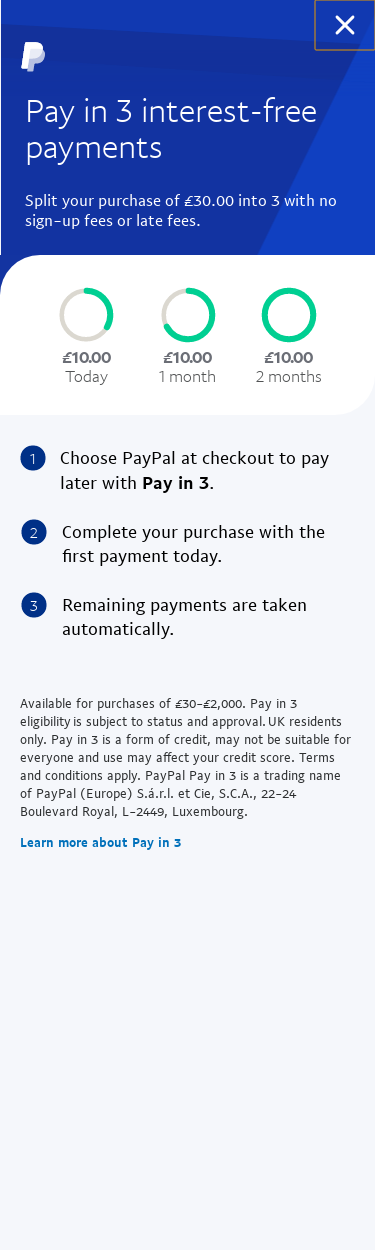 Pay in 3 interest-free
payments
Split your purchase of £30.00 into 3 with no
sign-up fees or late fees.
£10.00 £10.00 £10.00
Today 1 month 2 months
1 Choose PayPal at checkout to pay
later with Pay in 3.
2 Complete your purchase with the
first payment today.
3 Remaining payments are taken
automatically.
Available for purchases of £30-£2,000. Pay in 3
eligibility is subject to status and approval. UK residents
only. Pay in 3 is a form of credit, may not be suitable for
everyone and use may affect your credit score. Terms
and conditions apply. PayPal Pay in 3 is a trading name
of PayPal (Europe) S.á.r.l. et Cie, S.C.A., 22-24
Boulevard Royal, L-2449, Luxembourg.
Learn more about Pay in 3